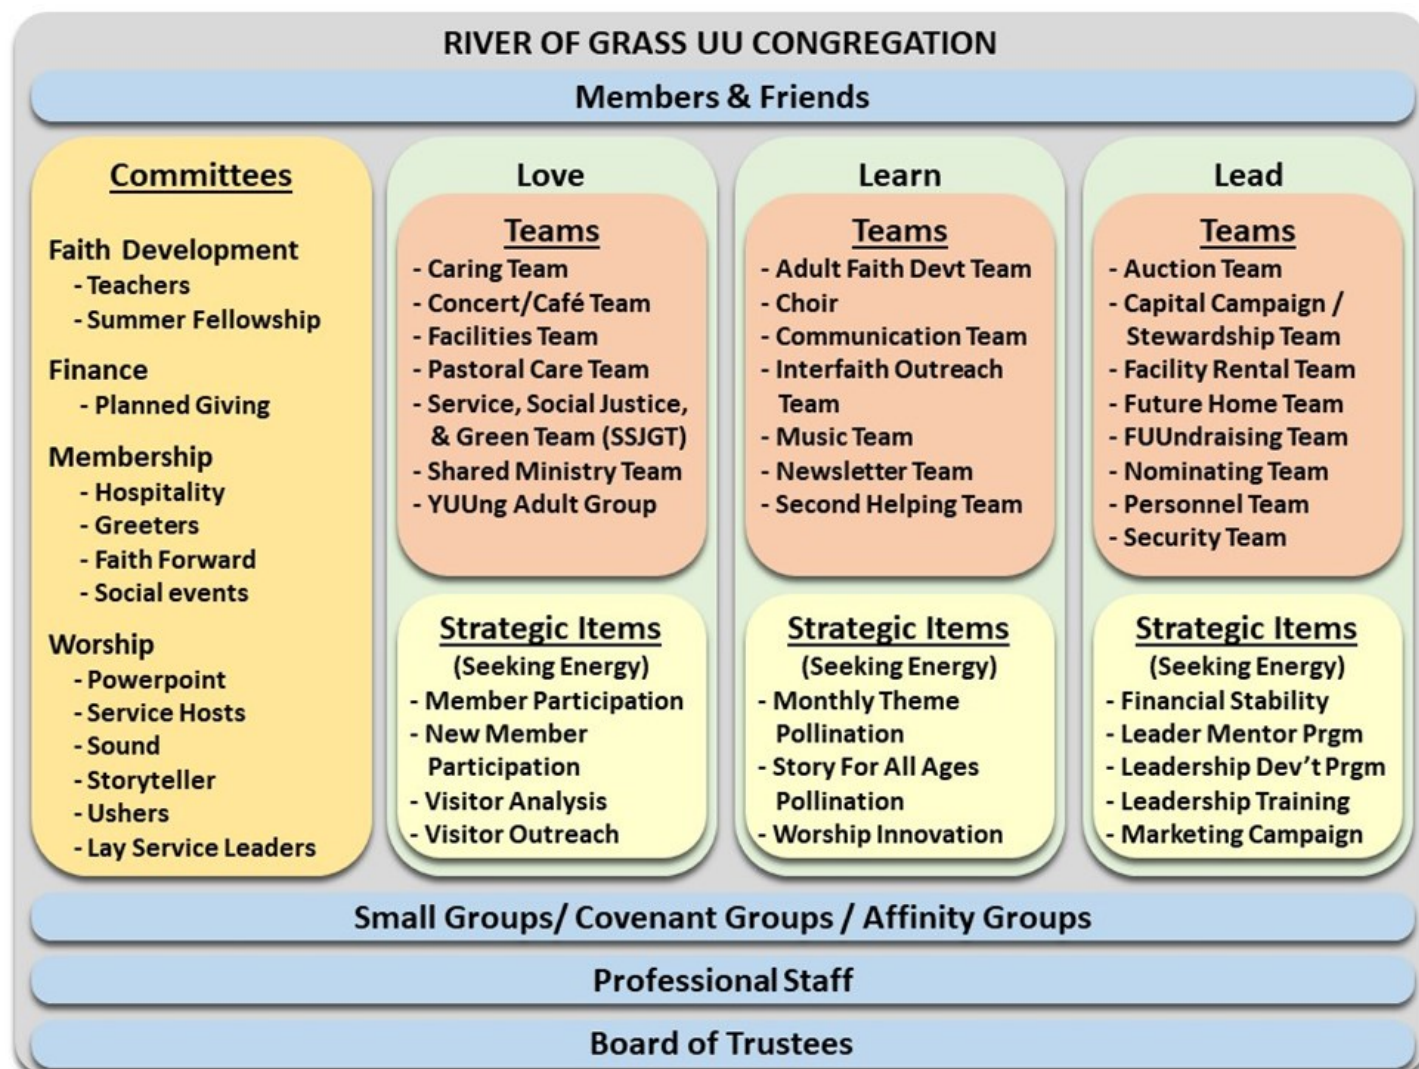 RIVER OF GRASS UU CONGREGATION
Members & Friends
Committees
Faith Development
- Teachers
- Summer Fellowship
Finance
- Planned Giving
Membership
- Hospitality
- Greeters
- Faith Forward
- Social events
Worship
- Powerpoint
- Service Hosts
- Sound
- Storyteller
- Ushers
- Lay Service Leaders
Love
Teams
- Caring Team
- Concert/Café Team
- Facilities Team
- Pastoral Care Team
- Service, Social Justice,
& Green Team (SSJGT)
- Shared Ministry Team
- YUUng Adult Group
Strategic Items
(Seeking Energy)
- Member Participation
- New Member
Participation
- Visitor Analysis
- Visitor Outreach
Learn
Teams
- Adult Faith Devt Team
- Choir
- Communication Team
- Interfaith Outreach
Team
- Music Team
- Newsletter Team
- Second Helping Team
Strategic Items
(Seeking Energy)
- Monthly Theme
Pollination
- Story For All Ages
Pollination
- Worship Innovation
Lead
Teams
- Auction Team
- Capital Campaign /
Stewardship Team
- Facility Rental Team
- Future Home Team
- FUUndraising Team
- Nominating Team
- Personnel Team
- Security Team
Strategic Items
(Seeking Energy)
- Financial Stability
- Leader Mentor Prgm
- Leadership Dev't Prgm
- Leadership Training
- Marketing Campaign
Small Groups/ Covenant Groups / Affinity Groups
Professional Staff
Board of Trustees